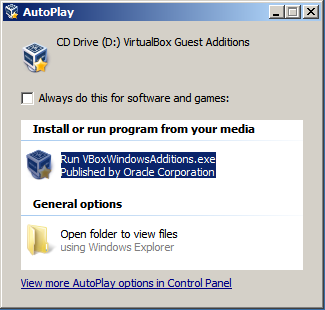 AutoPlay
CD Drive (D:) VirtualBox Guest Additions
Always do this for software and games:
Install or run program from your media
Run VBoxWindowsAdditions.exe
Published by Oracle Corporation
General options
Open folder to view files
using Windows Explorer
View more AutoPlay options in Control Panel